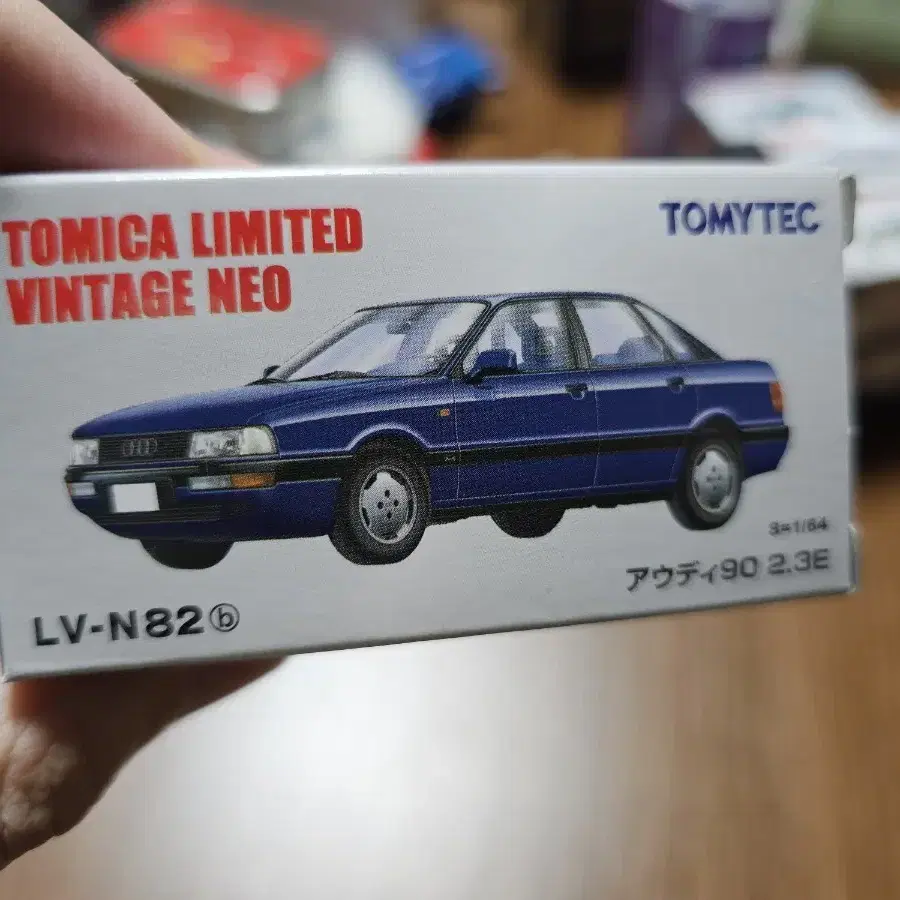 TOMICA LIMITED
VINTAGE NEO
TOMYTEC
S=1/64
アウディ90 2.3E
LV-N82ⓑ